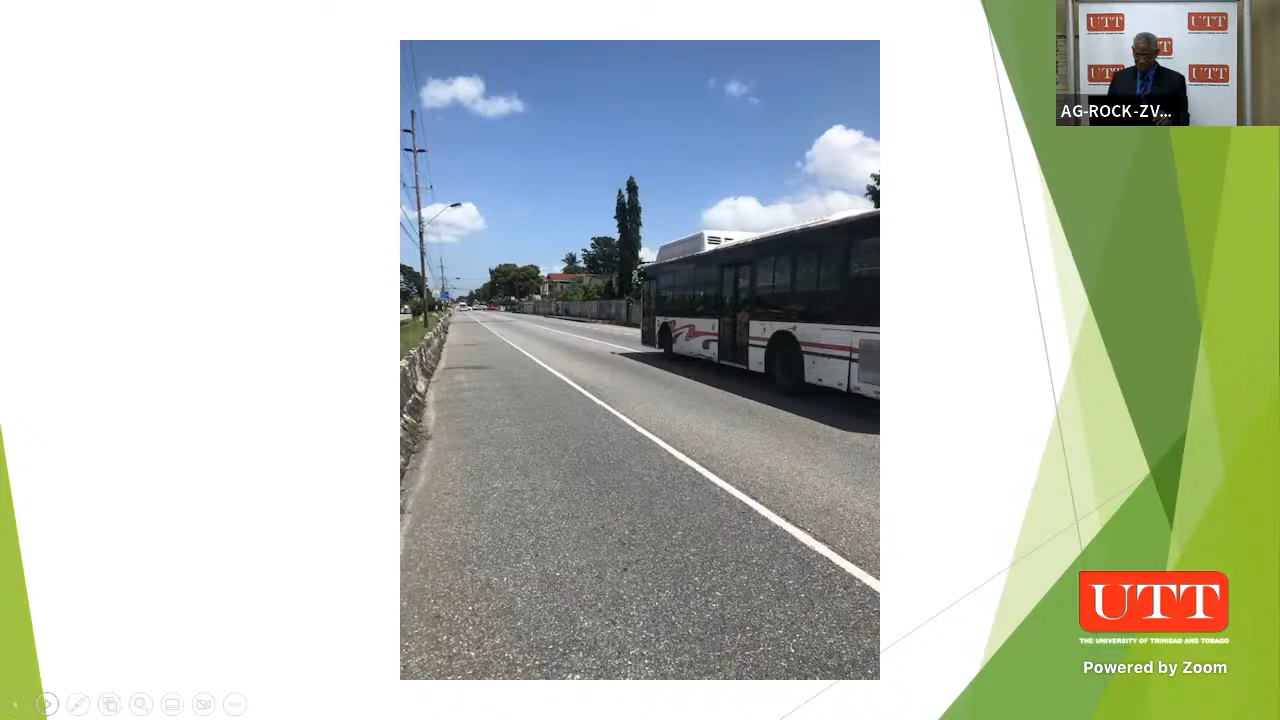 UTT
UTT
UTT
UTT
AG-ROCK-ZV...
UTT
THE UNIVERSITY OF TRINIDAD AND TOBAGO
Powered by Zoom